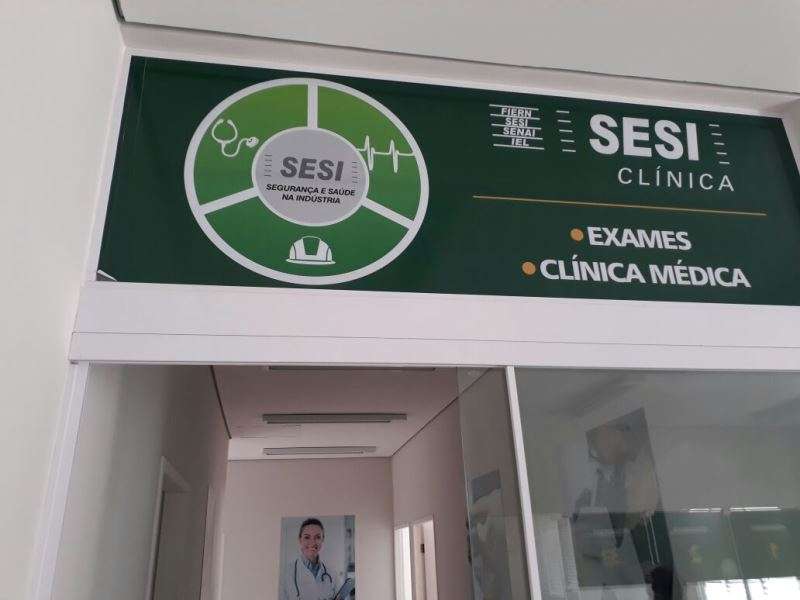 SESI
SEGURANÇA E SAÚDE
NA INDÚSTRIA
FIERN
SESI
SENAI
IEL
SESI
CLÍNICA
EXAMES
CLÍNICA MÉDICA